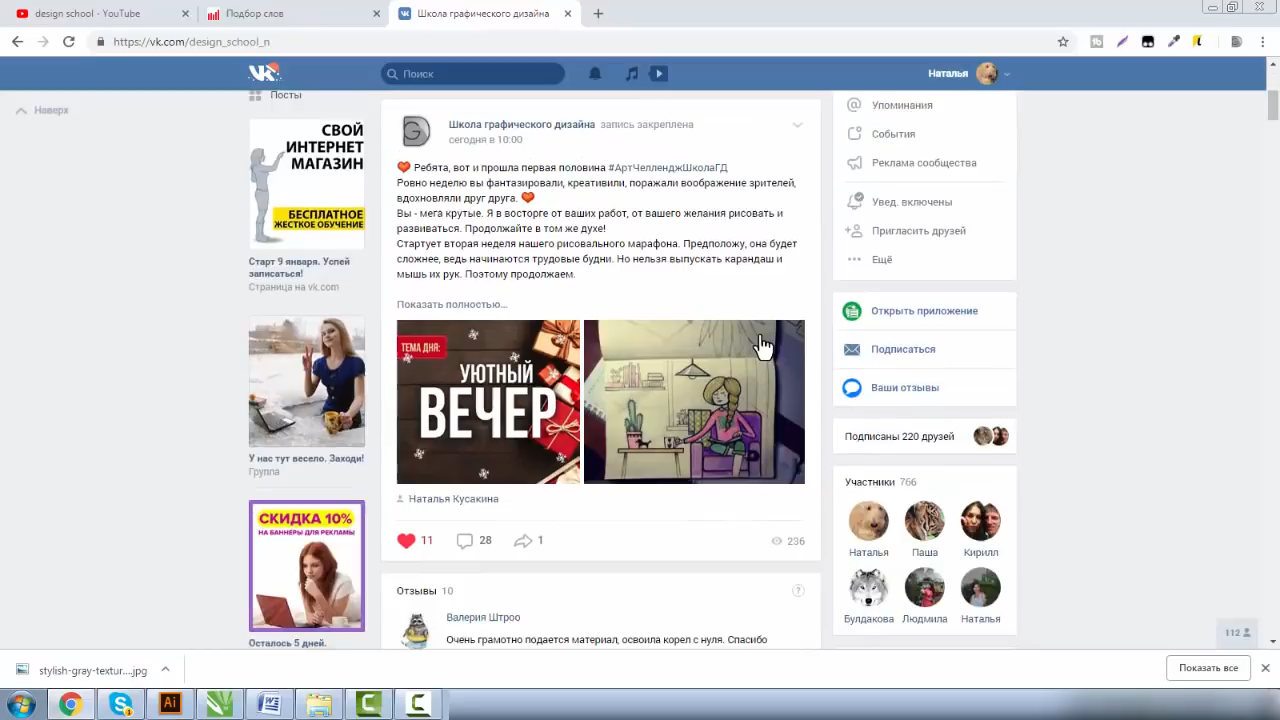 design school - YouTube
Подбор слов
Школа графического дизайна
https://vk.com/design_school_n
Поиск
Наталья
Наверх
Посты
СВОЙ
ИНТЕРНЕТ
МАГАЗИН
БЕСПЛАТНОЕ
ЖЕСТКОЕ ОБУЧЕНИЕ
Старт 9 января. Успей
записаться!
Страница на vk.com
У нас тут весело. Заходи!
Группа
СКИДКА 10%
НА БАННЕРЫ ДЛЯ РЕКЛАМЫ
Осталось 5 дней.
Школа графического дизайна запись закреплена
сегодня в 10:00
Ребята, вот и прошла первая половина #АртЧелленджШколаГД
Ровно неделю вы фантазировали, креативили, поражали воображение зрителей,
вдохновляли друг друга.
Вы - мега крутые. Я в восторге от ваших работ, от вашего желания рисовать и
развиваться. Продолжайте в том же духе!
Стартует вторая неделя нашего рисовального марафона. Предположу, она будет
сложнее, ведь начинаются трудовые будни. Но нельзя выпускать карандаш и
мышь их рук. Поэтому продолжаем.
Показать полностью...
ТЕМА ДНЯ:
УЮТНЫЙ
ВЕЧЕР
Наталья Кусакина
11 28 1 236
Отзывы 10
Валерия Штроо
Очень грамотно подается материал, освоила корел с нуля. Спасибо
Упоминания
События
Реклама сообщества
Увед. включены
Пригласить друзей
Ещё
Открыть приложение
Подписаться
Ваши отзывы
Подписаны 220 друзей
Участники 766
Наталья Паша Кирилл
Булдакова Людмила Наталья
112
stylish-gray-textur....jpg
Показать все